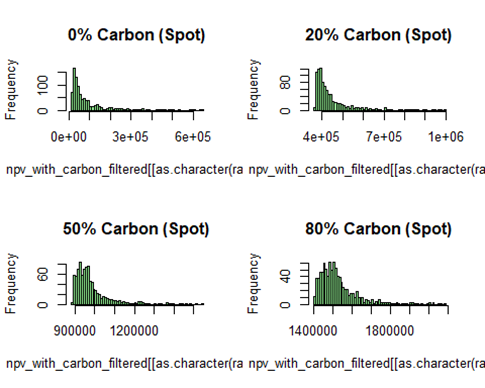 0% Carbon (Spot)
Frequency
0 100
0e+00 3e+05 6e+05
npv_with_carbon_filtered[[as.character(ra
20% Carbon (Spot)
Frequency
0 80
4e+05 7e+05 1e+06
npv_with_carbon_filtered[[as.character(ra
50% Carbon (Spot)
Frequency
0 60
900000 1200000
npv_with_carbon_filtered[[as.character(ra
80% Carbon (Spot)
Frequency
0 40
1400000 1800000
npv_with_carbon_filtered[[as.character(ra